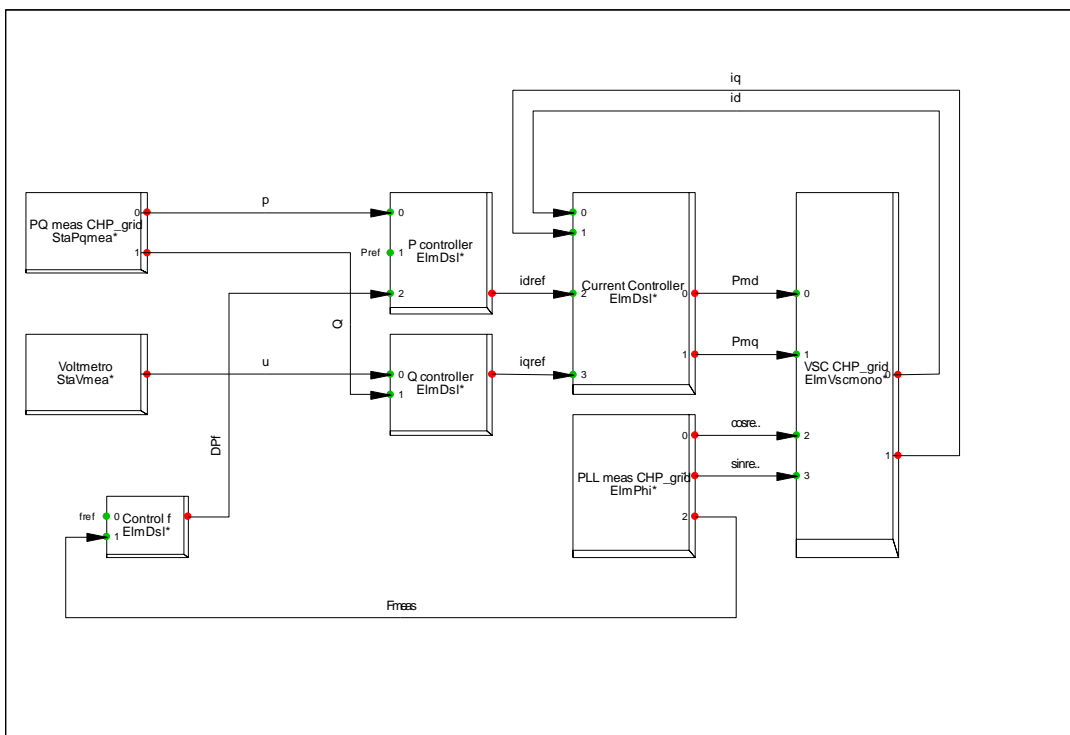 iq
id
p
0
PQ meas CHP_grid
StaPqmea*
1
0
Pref
1
P controller
ElmDsl*
2
idref
0
1
2
Current Controller
ElmDsl*
0
1
3
Pmd
Pmq
0
1
VSC CHP_grid
ElmVscmono*
0
1
2
3
Q
Voltmetro
StaVmea*
u
0
Q controller
ElmDsl*
1
iqref
DPf
0
cosre..
PLL meas CHP_grid
ElmPhi*
1
sinre..
2
fref
0
Control f
ElmDsl*
1
Fmeas